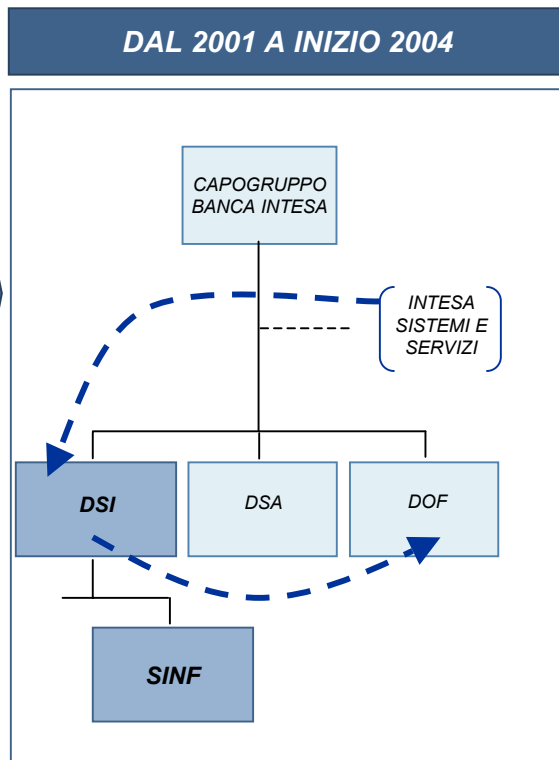 DAL 2001 A INIZIO 2004
CAPOGRUPPO
BANCA INTESA
INTESA
SISTEMI E
SERVIZI
DSI
DSA
DOF
SINF